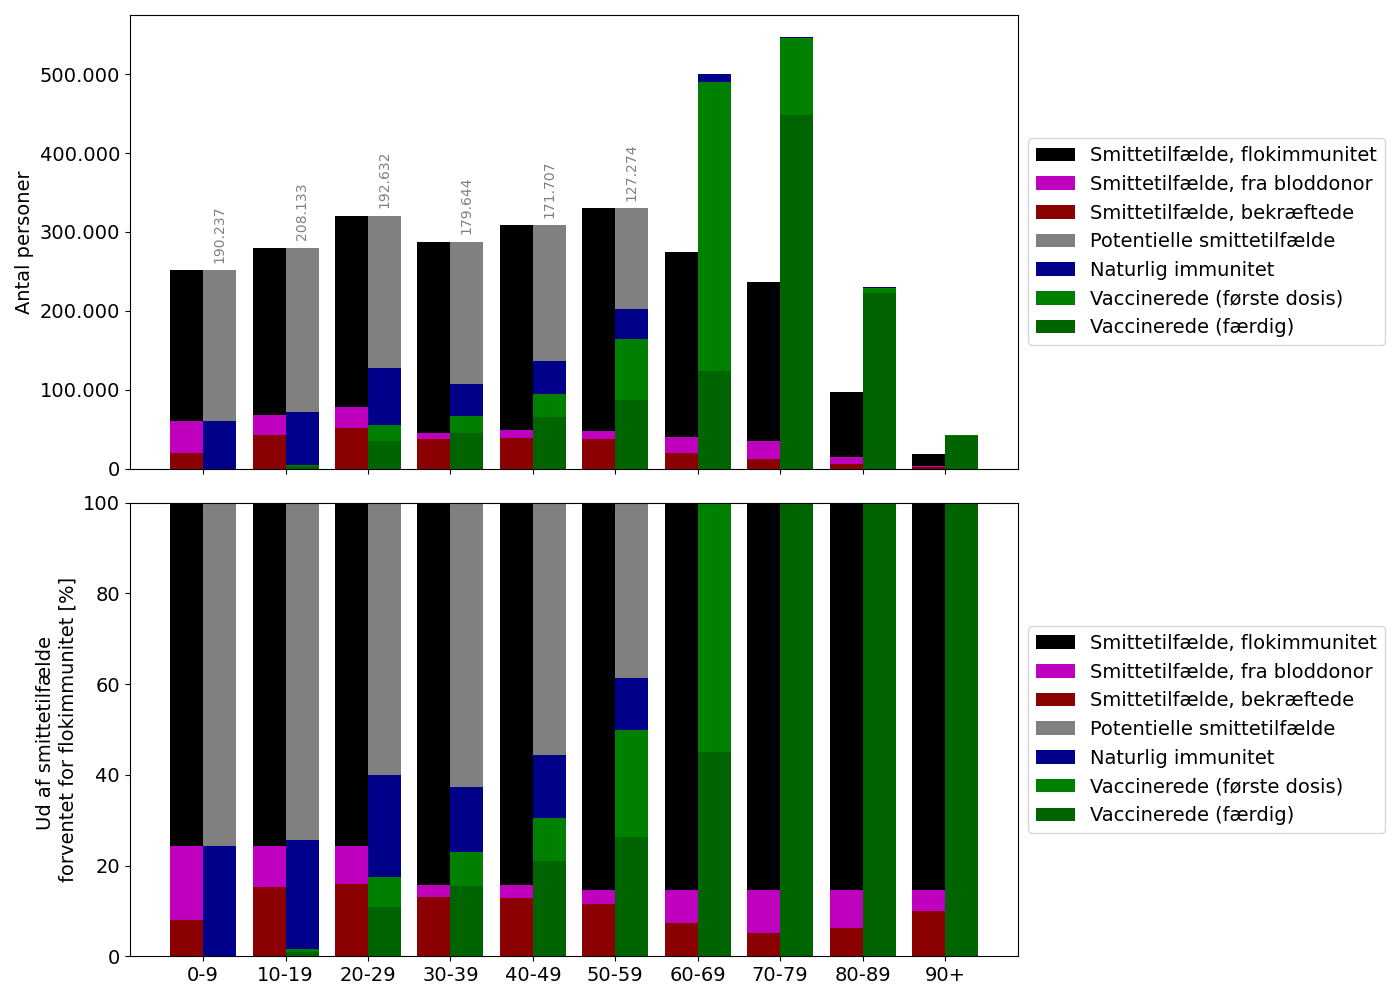 500.000
400.000
300.000
200.000
100.000
0
Antal personer
190.237
208.133
192.632
179.644
171.707
127.274
Smittetilfælde, flokimmunitet
Smittetilfælde, fra bloddonor
Smittetilfælde, bekræftede
Potentielle smittetilfælde
Naturlig immunitet
Vaccinerede (første dosis)
Vaccinerede (færdig)
100
80
60
40
20
0
Ud af smittetilfælde
forventet for flokimmunitet [%]
0-9 10-19 20-29 30-39 40-49 50-59 60-69 70-79 80-89 90+
Smittetilfælde, flokimmunitet
Smittetilfælde, fra bloddonor
Smittetilfælde, bekræftede
Potentielle smittetilfælde
Naturlig immunitet
Vaccinerede (første dosis)
Vaccinerede (færdig)